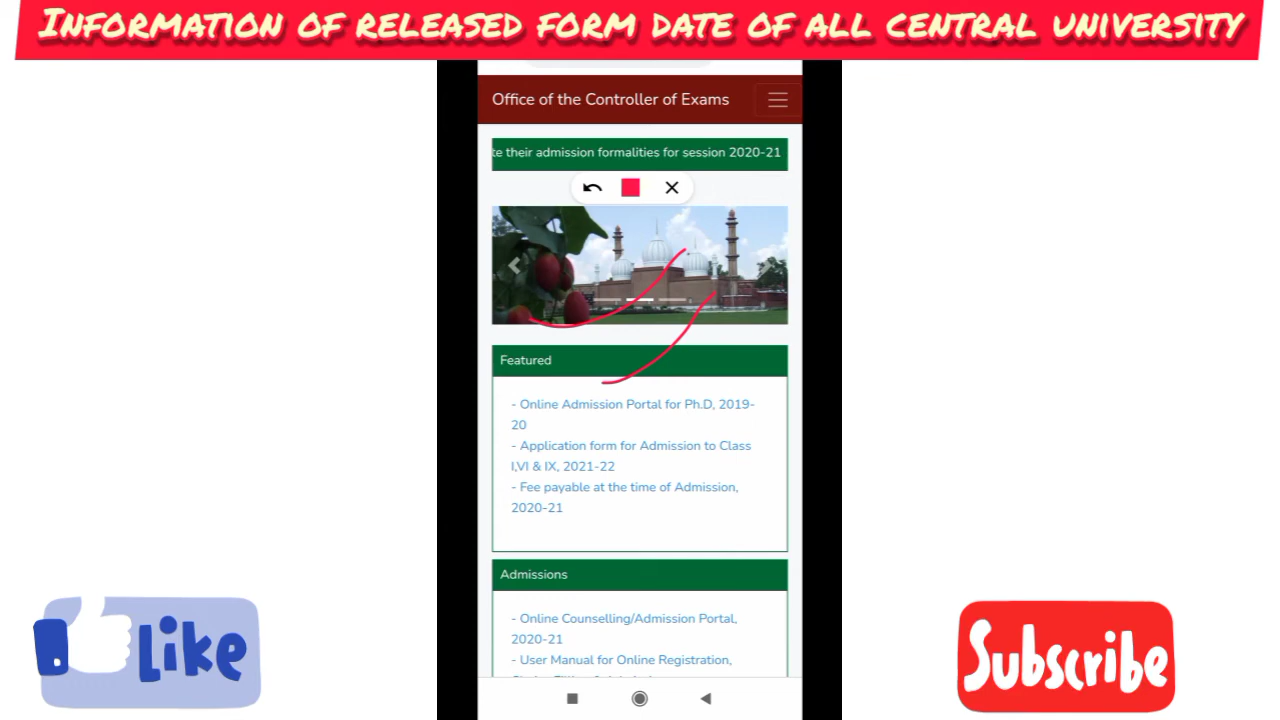 Information of released form date of all central university
Office of the Controller of Exams
te their admission formalities for session 2020-21
Featured
- Online Admission Portal for Ph.D, 2019-
20
- Application form for Admission to Class
I,VI & IX, 2021-22
- Fee payable at the time of Admission,
2020-21
Admissions
- Online Counselling/Admission Portal,
2020-21
- User Manual for Online Registration,
Like
Subscribe